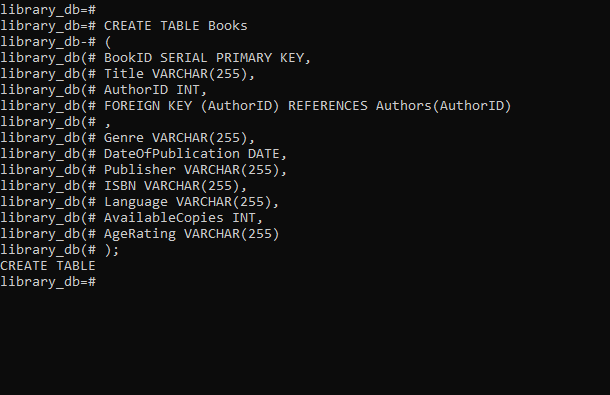 library_db=#
library_db=# CREATE TABLE Books
library_db-# (
library_db(# BookID SERIAL PRIMARY KEY,
library_db(# Title VARCHAR(255),
library_db(# AuthorID INT,
library_db(# FOREIGN KEY (AuthorID) REFERENCES Authors(AuthorID)
library_db(# ,
library_db(# Genre VARCHAR(255),
library_db(# DateOfPublication DATE,
library_db(# Publisher VARCHAR(255),
library_db(# ISBN VARCHAR(255),
library_db(# Language VARCHAR(255),
library_db(# AvailableCopies INT,
library_db(# AgeRating VARCHAR(255)
library_db(# );
CREATE TABLE
library_db=#